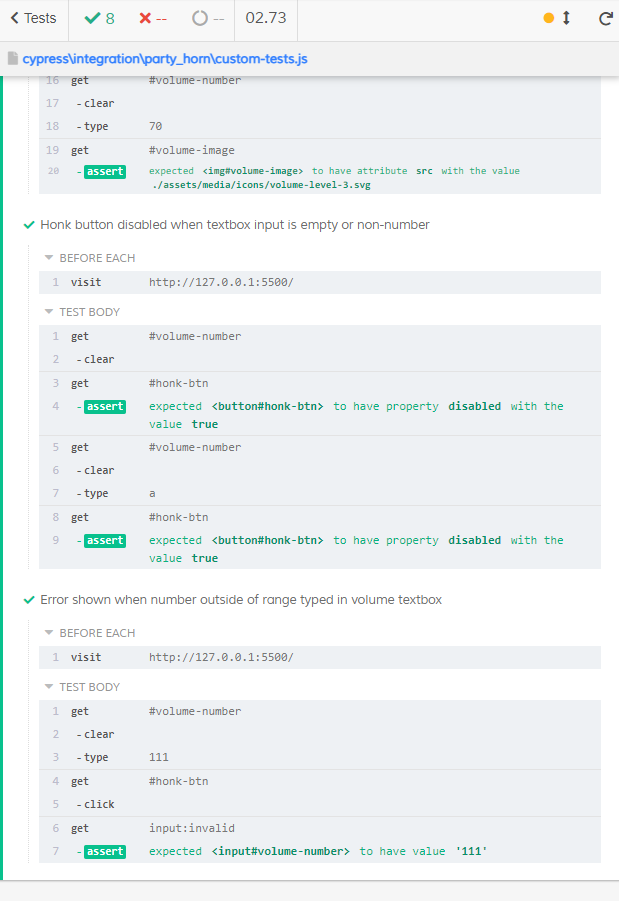 Tests 8 -- -- 02.73
cypress\integration\party_horn\custom-tests.js
16 get #volume-number
17 -clear
18 -type 70
19 get #volume-image
20 -assert expected <img#volume-image> to have attribute src with the value
./assets/media/icons/volume-level-3.svg
Honk button disabled when textbox input is empty or non-number
BEFORE EACH
1 visit http://127.0.0.1:5500/
TEST BODY
1 get #volume-number
2 -clear
3 get #honk-btn
4 -assert expected <button#honk-btn> to have property disabled with the
value true
5 get #volume-number
6 -clear
7 -type a
8 get #honk-btn
9 -assert expected <button#honk-btn> to have property disabled with the
value true
Error shown when number outside of range typed in volume textbox
BEFORE EACH
1 visit http://127.0.0.1:5500/
TEST BODY
1 get #volume-number
2 -clear
3 -type 111
4 get #honk-btn
5 -click
6 get input:invalid
7 -assert expected <input#volume-number> to have value '111'